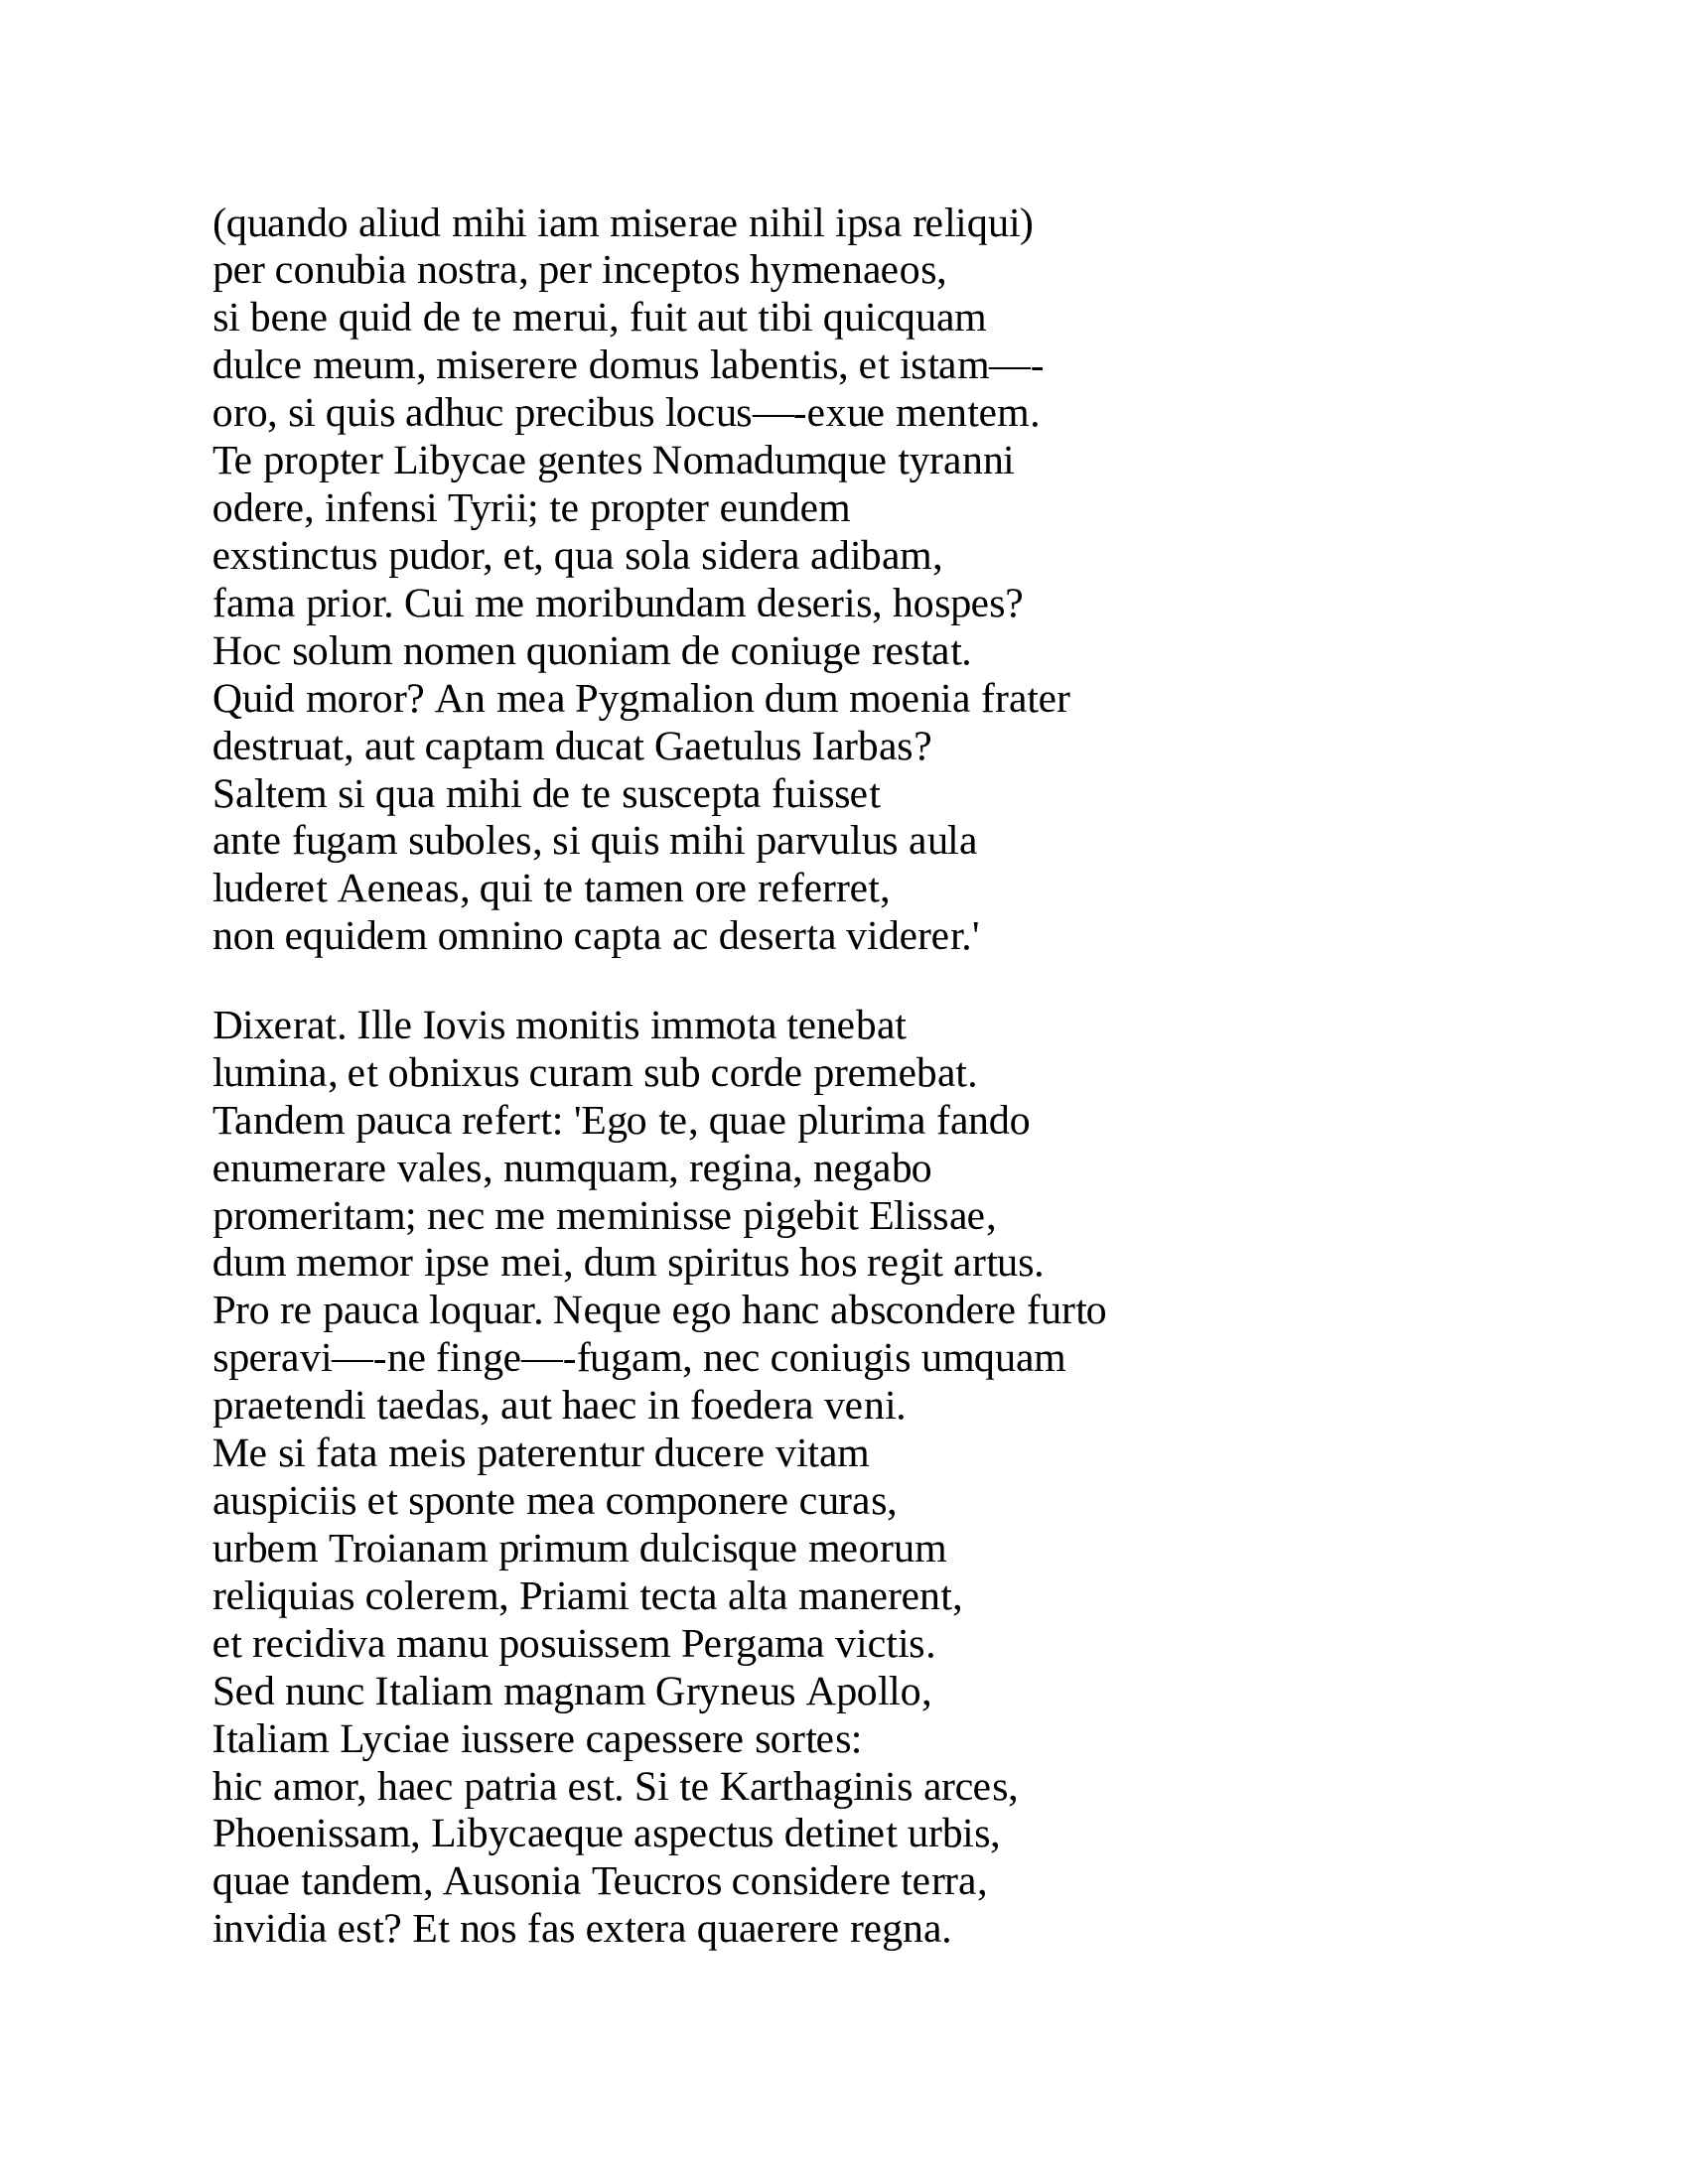 (quando aliud mihi iam miserae nihil ipsa reliqui)
per conubia nostra, per inceptos hymenaeos,
si bene quid de te merui, fuit aut tibi quicquam
dulce meum, miserere domus labentis, et istam—-
oro, si quis adhuc precibus locus—-exue mentem.
Te propter Libycae gentes Nomadumque tyranni
odere, infensi Tyrii; te propter eundem
exstinctus pudor, et, qua sola sidera adibam,
fama prior. Cui me moribundam deseris, hospes?
Hoc solum nomen quoniam de coniuge restat.
Quid moror? An mea Pygmalion dum moenia frater
destruat, aut captam ducat Gaetulus Iarbas?
Saltem si qua mihi de te suscepta fuisset
ante fugam suboles, si quis mihi parvulus aula
luderet Aeneas, qui te tamen ore referret,
non equidem omnino capta ac deserta viderer.'

Dixerat. Ille Iovis monitis immota tenebat
lumina, et obnixus curam sub corde premebat.
Tandem pauca refert: 'Ego te, quae plurima fando
enumerare vales, numquam, regina, negabo
promeritam; nec me meminisse pigebit Elissae,
dum memor ipse mei, dum spiritus hos regit artus.
Pro re pauca loquar. Neque ego hanc abscondere furto
speravi—-ne finge—-fugam, nec coniugis umquam
praetendi taedas, aut haec in foedera veni.
Me si fata meis paterentur ducere vitam
auspiciis et sponte mea componere curas,
urbem Troianam primum dulcisque meorum
reliquias colerem, Priami tecta alta manerent,
et recidiva manu posuissem Pergama victis.
Sed nunc Italiam magnam Gryneus Apollo,
Italiam Lyciae iussere capessere sortes:
hic amor, haec patria est. Si te Karthaginis arces,
Phoenissam, Libycaeque aspectus detinet urbis,
quae tandem, Ausonia Teucros considere terra,
invidia est? Et nos fas extera quaerere regna.